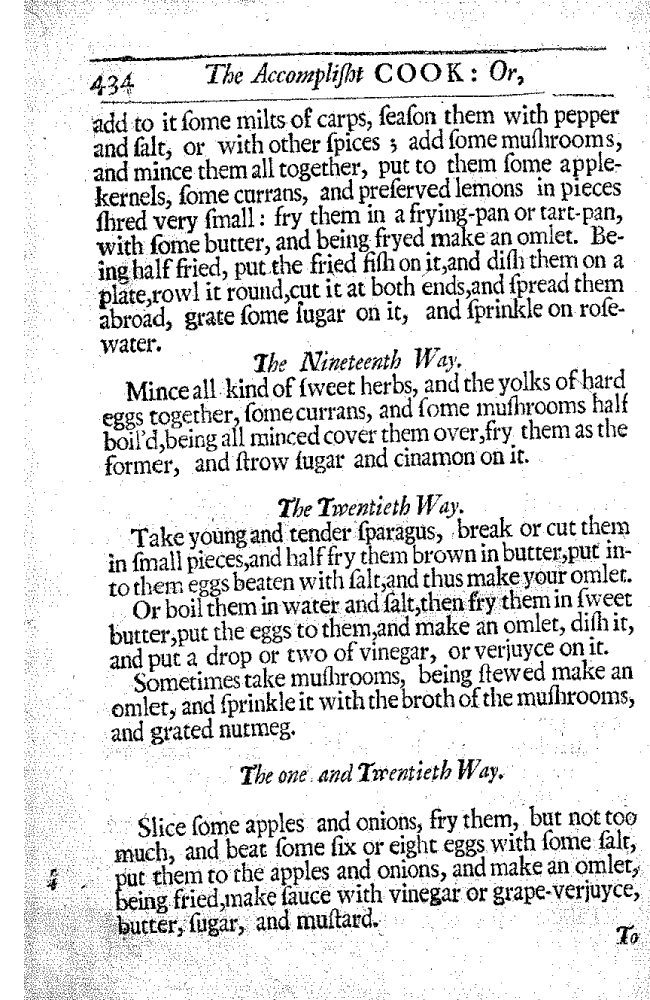 434 The Accompliſht COOK: Or,
add to it ſome milts of carps, ſeaſon them with pepper
and ſalt, or with other ſpices ; add ſome muſhrooms,
and mince them all together, put to them ſome apple-
kernels, ſome currans, and preſerved lemons in pieces
ſhred very ſmall : fry them in a frying-pan or tart-pan,
with ſome butter, and being fryed make an omlet. Be-
ing half fried, put the fried fiſh on it,and diſh them on a
plate,rowl it round,cut it at both ends,and ſpread them
abroad, grate ſome ſugar on it, and ſprinkle on roſe-
water.
The Nineteenth Way.
Mince all kind of ſweet herbs, and the yolks of hard
eggs together, ſome currans, and ſome muſhrooms half
boil'd,being all minced cover them over,fry them as the
former, and ſtrow ſugar and cinamon on it.
The Twentieth Way.
Take young and tender ſparagus, break or cut them
in ſmall pieces,and half fry them brown in butter,put in-
to them eggs beaten with ſalt,and thus make your omlet.
Or boil them in water and ſalt,then fry them in ſweet
butter,put the eggs to them,and make an omlet, diſh it,
and put a drop or two of vinegar, or verjuyce on it.
Sometimes take muſhrooms, being ſtewed make an
omlet, and ſprinkle it with the broth of the muſhrooms,
and grated nutmeg.
The one and Twentieth Way.
Slice ſome apples and onions, fry them, but not too
much, and beat ſome ſix or eight eggs with ſome ſalt,
put them to the apples and onions, and make an omlet,
being fried,make ſauce with vinegar or grape-verjuyce,
butter, ſugar, and muſtard.
To